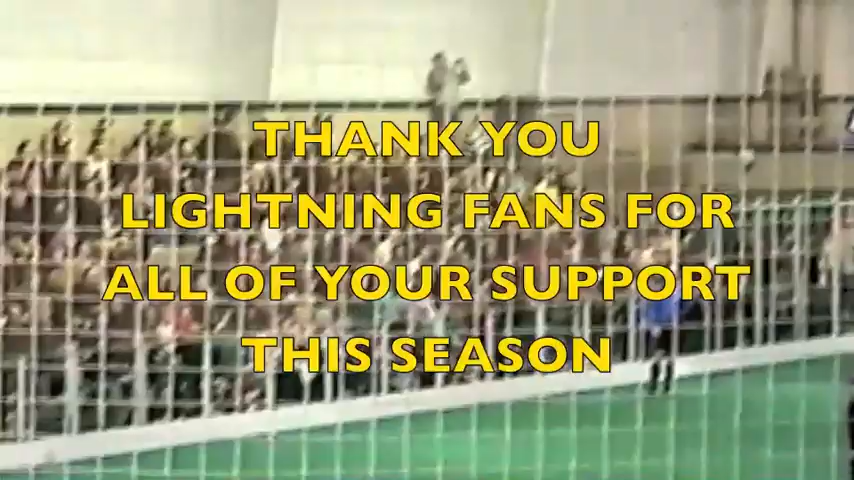 THANK YOU
LIGHTNING FANS FOR
ALL OF YOUR SUPPORT
THIS SEASON